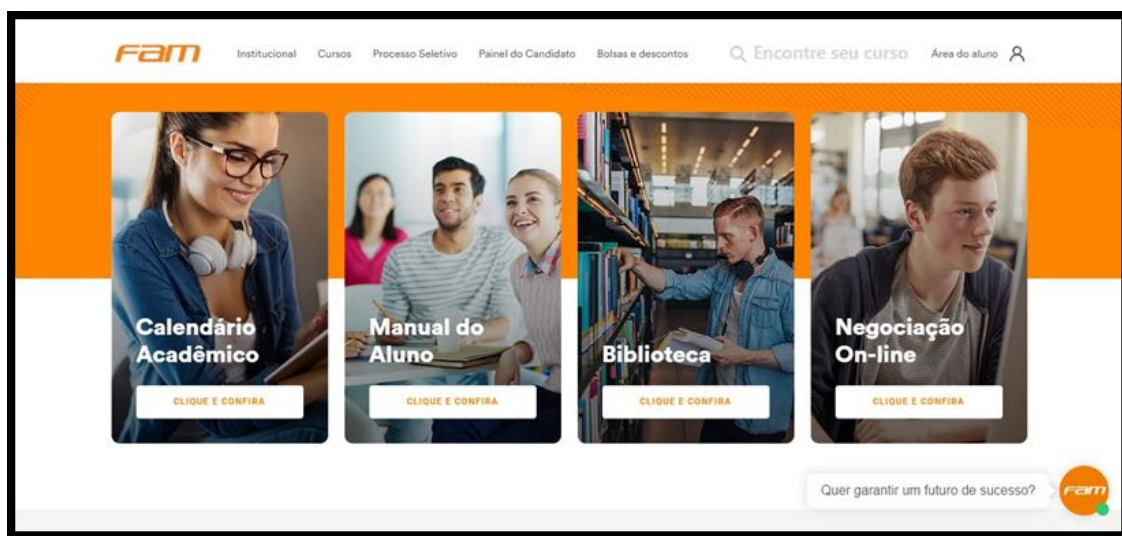 Fam Institucional Cursos Processo Seletivo Painel do Candidato Bolsas e descontos Encontre seu curso Área do aluno
Calendário
Acadêmico
CLIQUE E CONFIRA
Manual do
Aluno
CLIQUE E CONFIRA
Biblioteca
CLIQUE E CONFIRA
Negociação
On-line
CLIQUE E CONFIRA
Quer garantir um futuro de sucesso?
Fam